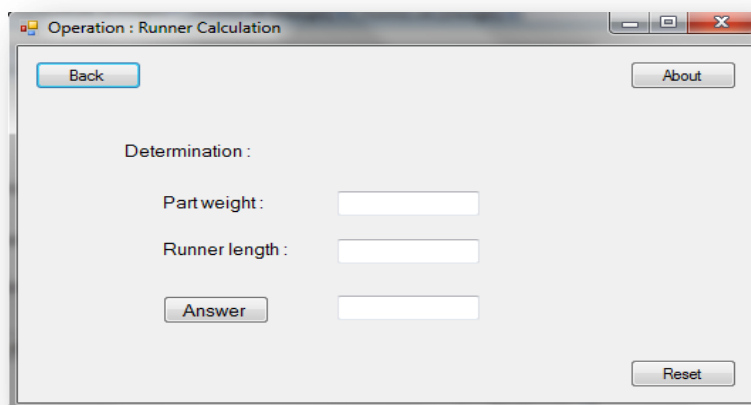 Operation : Runner Calculation
Back
About
Determination :
Part weight :
Runner length :
Answer
Reset